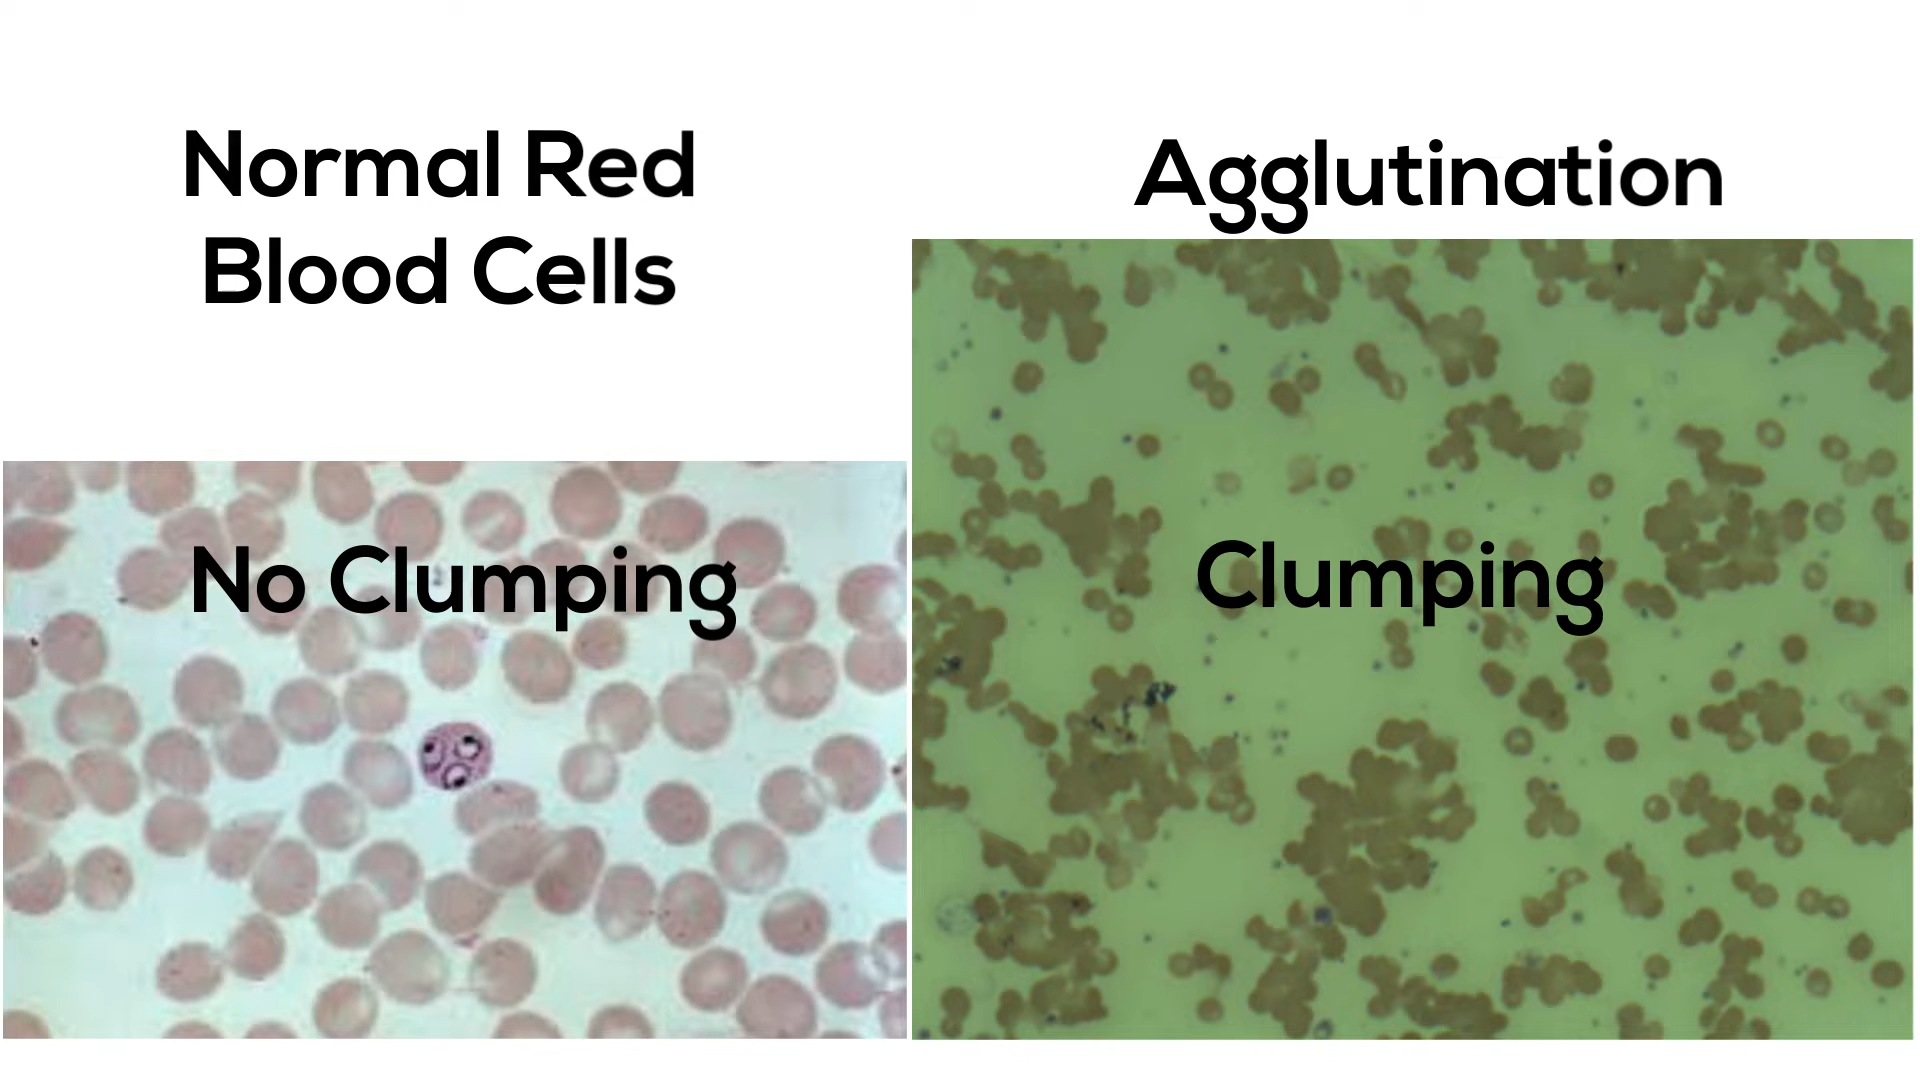 Normal Red
Blood Cells
No Clumping
Agglutination
Clumping